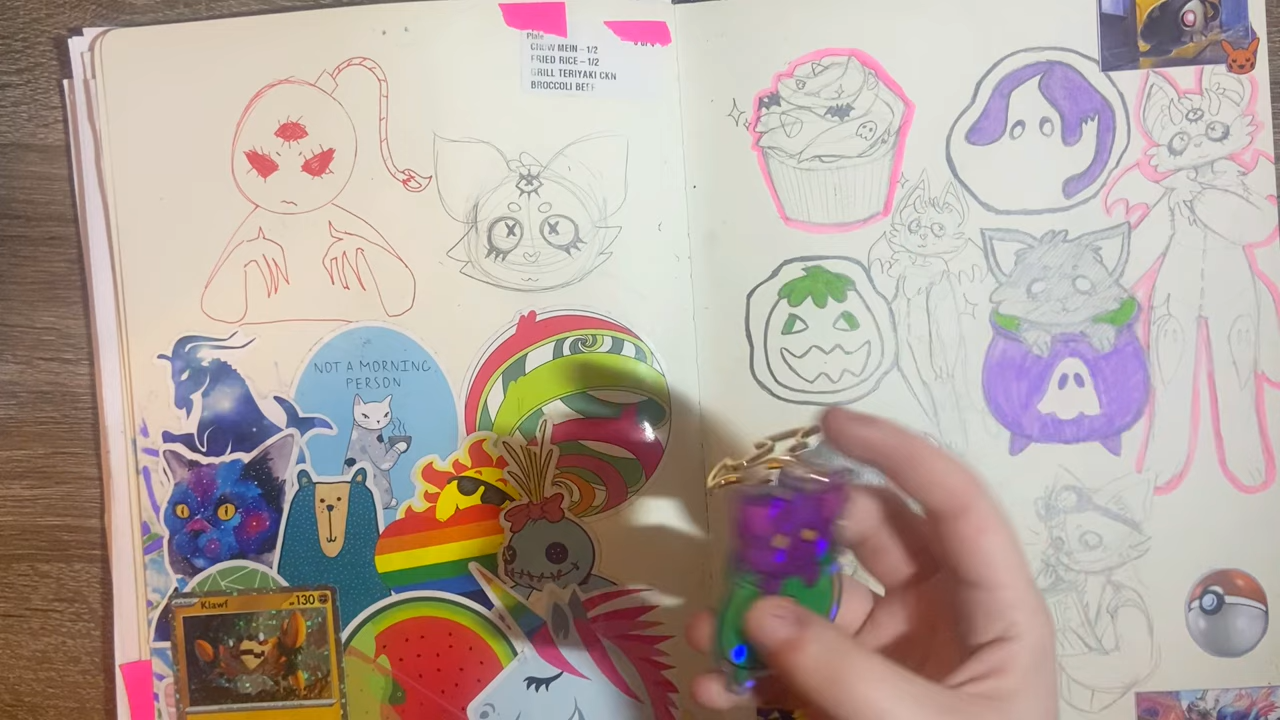 Plate
CHOW MEIN - 1/2
FRIED RICE - 1/2
GRILL TERIYAKI CKN
BROCCOLI BEEF
NOT A MORNING
PERSON
Klawf
130